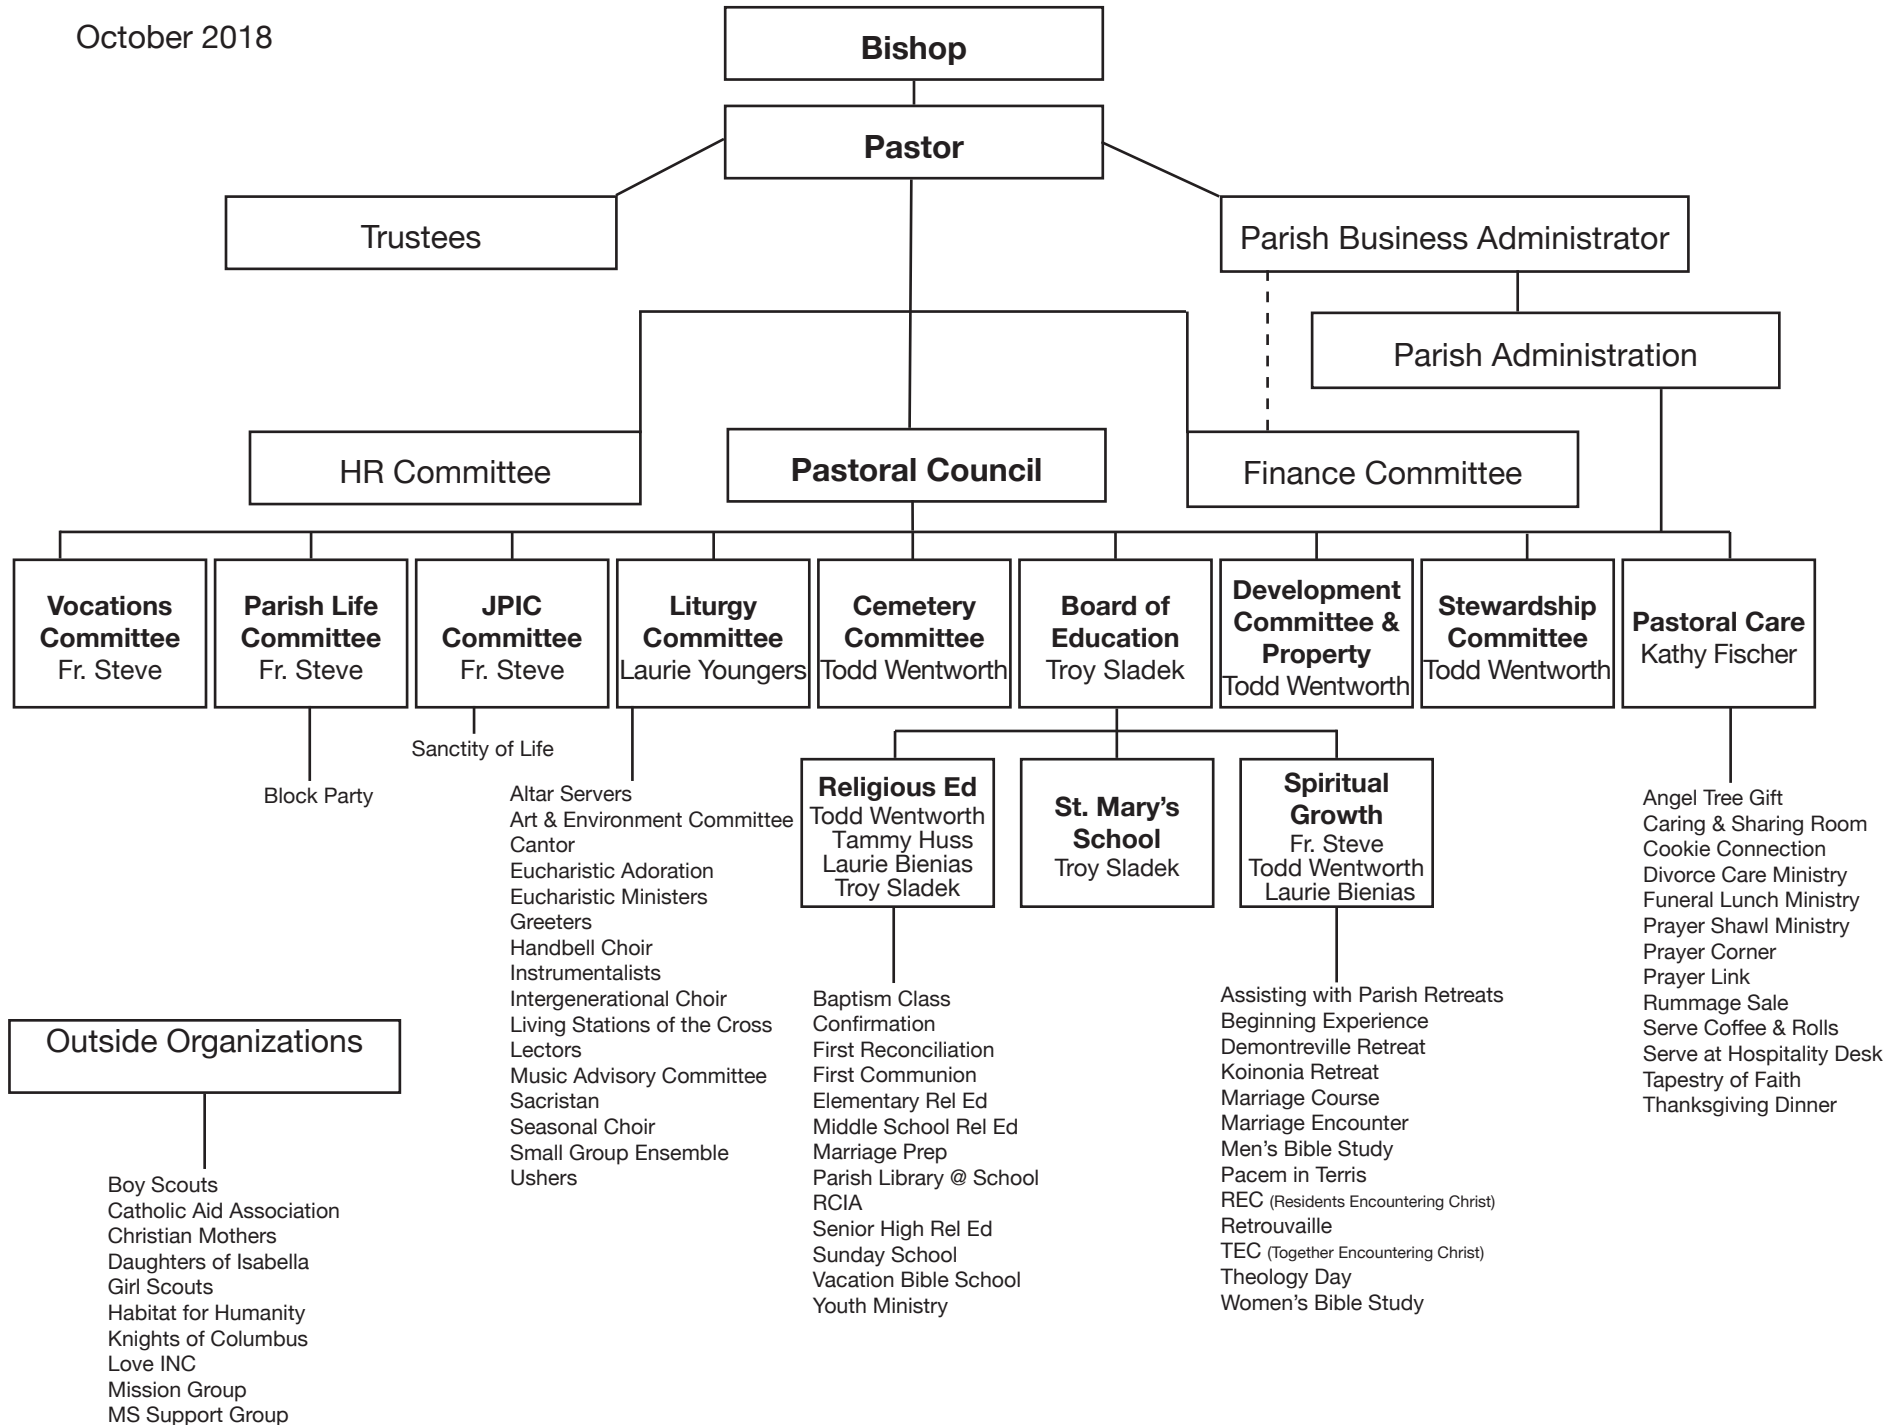 October 2018
Bishop
Pastor
Trustees
Parish Business Administrator
Parish Administration
HR Committee
Pastoral Council
Finance Committee
Vocations
Committee
Fr. Steve
Parish Life
Committee
Fr. Steve
JPIC
Committee
Fr. Steve
Liturgy
Committee
Laurie Youngers
Cemetery
Committee
Todd Wentworth
Board of
Education
Troy Sladek
Development
Committee &
Property
Todd Wentworth
Stewardship
Committee
Todd Wentworth
Pastoral Care
Kathy Fischer
Block Party
Sanctity of Life
Altar Servers
Art & Environment Committee
Cantor
Eucharistic Adoration
Eucharistic Ministers
Greeters
Handbell Choir
Instrumentalists
Intergenerational Choir
Living Stations of the Cross
Lectors
Music Advisory Committee
Sacristan
Seasonal Choir
Small Group Ensemble
Ushers
Religious Ed
Todd Wentworth
Tammy Huss
Laurie Bienias
Troy Sladek
St. Mary’s
School
Troy Sladek
Spiritual
Growth
Fr. Steve
Todd Wentworth
Laurie Bienias
Baptism Class
Confirmation
First Reconciliation
First Communion
Elementary Rel Ed
Middle School Rel Ed
Marriage Prep
Parish Library @ School
RCIA
Senior High Rel Ed
Sunday School
Vacation Bible School
Youth Ministry
Assisting with Parish Retreats
Beginning Experience
Demontreville Retreat
Koinonia Retreat
Marriage Course
Marriage Encounter
Men’s Bible Study
Pacem in Terris
REC (Residents Encountering Christ)
Retrouvaille
TEC (Together Encountering Christ)
Theology Day
Women’s Bible Study
Angel Tree Gift
Caring & Sharing Room
Cookie Connection
Divorce Care Ministry
Funeral Lunch Ministry
Prayer Shawl Ministry
Prayer Corner
Prayer Link
Rummage Sale
Serve Coffee & Rolls
Serve at Hospitality Desk
Tapestry of Faith
Thanksgiving Dinner
Outside Organizations
Boy Scouts
Catholic Aid Association
Christian Mothers
Daughters of Isabella
Girl Scouts
Habitat for Humanity
Knights of Columbus
Love INC
Mission Group
MS Support Group